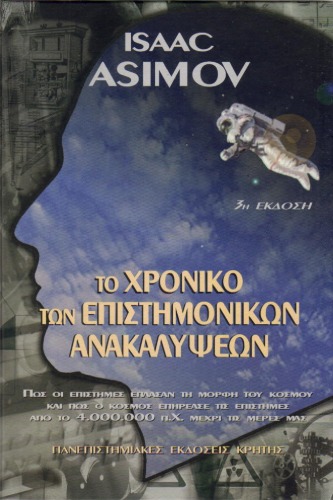 ISAAC
ASIMOV
3η ΕΚΔΟΣΗ
ΤΟ ΧΡΟΝΙΚΟ
ΤΩΝ ΕΠΙΣΤΗΜΟΝΙΚΩΝ
ΑΝΑΚΑΛΥΨΕΩΝ
ΠΩΣ ΟΙ ΕΠΙΣΤΗΜΕΣ ΕΠΛΑΣΑΝ ΤΗ ΜΟΡΦΗ ΤΟΥ ΚΟΣΜΟΥ
ΚΑΙ ΠΩΣ Ο ΚΟΣΜΟΣ ΕΠΗΡΕΑΣΕ ΤΙΣ ΕΠΙΣΤΗΜΕΣ
ΑΠΟ ΤΟ 4.000.000 Π.Χ. ΜΕΧΡΙ ΤΙΣ ΜΕΡΕΣ ΜΑΣ
ΠΑΝΕΠΙΣΤΗΜΙΑΚΕΣ ΕΚΔΟΣΕΙΣ ΚΡΗΤΗΣ